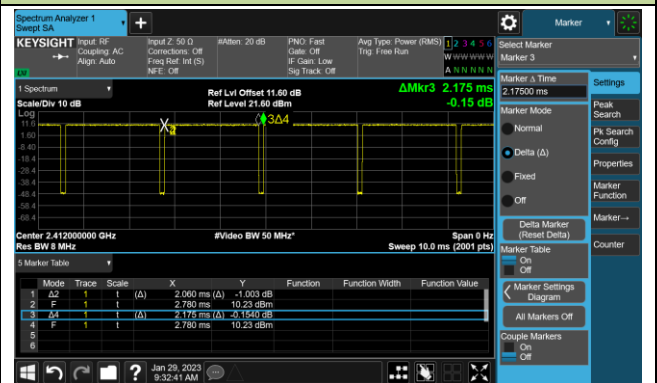 Spectrum Analyzer 1
Swept SA
Marker
KEYSIGHT
Input: RF
Coupling: AC
Align: Auto
Input Z: 50 Ω
Corrections: Off
Freq Ref: Int (S)
NFE: Off
#Atten: 20 dB
PNO: Fast
Gate: Off
IF Gain: Low
Sig Track: Off
Avg Type: Power (RMS)
Trig: Free Run
1 2 3 4 5 6
W W W W W W
A N N N N N
LXI
Select Marker
Marker 3
1 Spectrum
Scale/Div 10 dB
Log
Ref Lvl Offset 11.60 dB
Ref Level 21.60 dBm
ΔMkr3 2.175 ms
-0.15 dB
11.6
1.60
-8.40
-18.4
-28.4
-38.4
-48.4
-58.4
-68.4
X2
3Δ4
Center 2.412000000 GHz
Res BW 8 MHz
#Video BW 50 MHz*
Span 0 Hz
Sweep 10.0 ms (2001 pts)
5 Marker Table
Mode Trace Scale X Y Function Function Width Function Value
1 Δ2 1 t (Δ) 2.060 ms (Δ) -1.003 dB
2 F 1 t 2.780 ms 10.23 dBm
3 Δ4 1 t (Δ) 2.175 ms (Δ) -0.1540 dB
4 F 1 t 2.780 ms 10.23 dBm
5
6
Marker Δ Time
2.17500 ms
Marker Mode
Normal
Delta (Δ)
Fixed
Off
Delta Marker
(Reset Delta)
Marker Table
On
Off
Marker Settings
Diagram
All Markers Off
Couple Markers
On
Off
Settings
Peak
Search
Pk Search
Config
Properties
Marker
Function
Marker→
Counter
?
Jan 29, 2023
9:32:41 AM